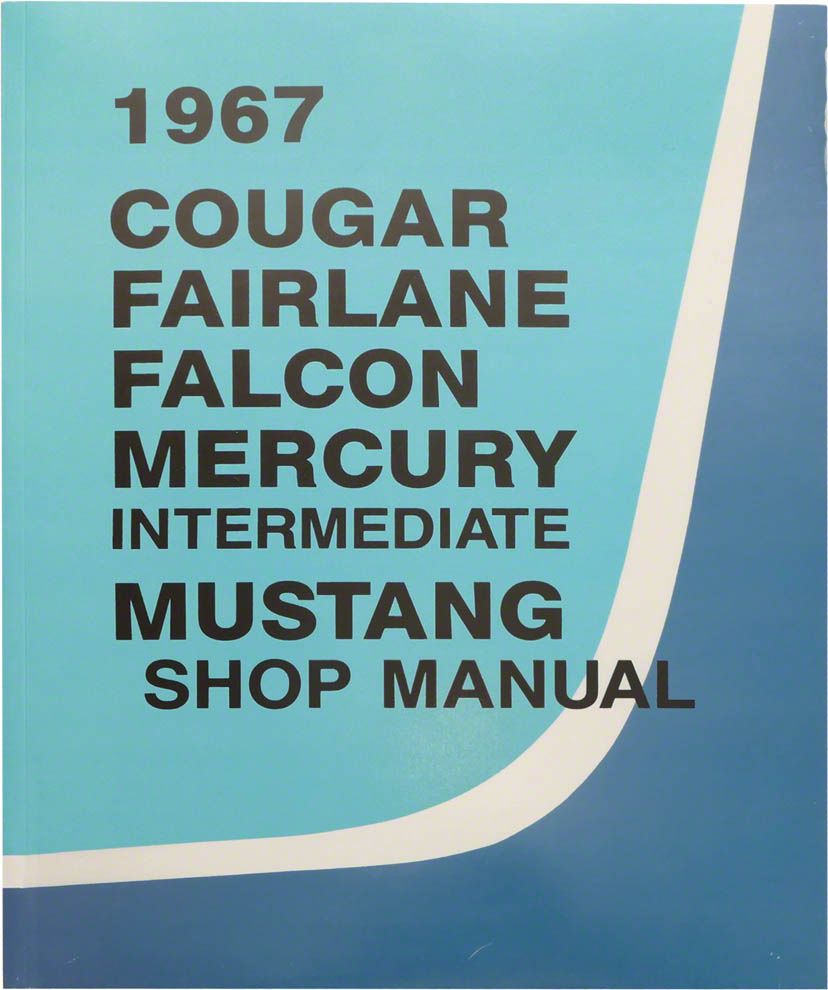 1967
COUGAR
FAIRLANE
FALCON
MERCURY
INTERMEDIATE
MUSTANG
SHOP MANUAL